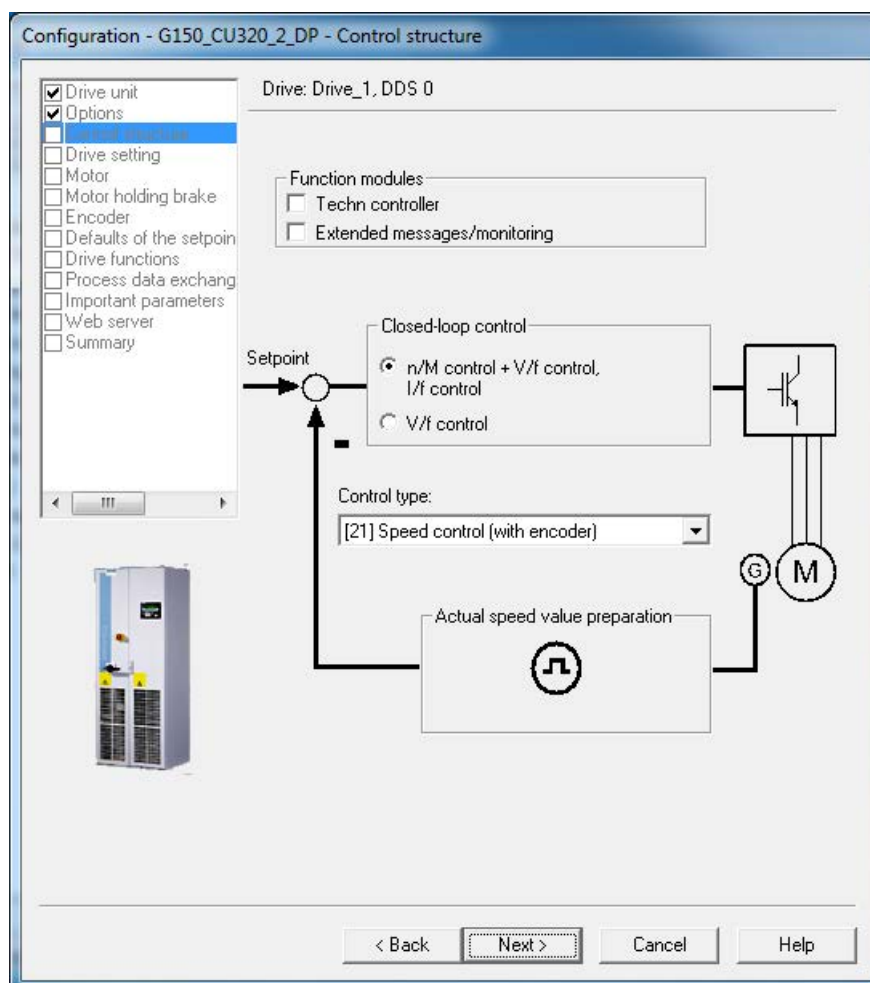 Configuration - G150_CU320_2_DP - Control structure
Drive unit
Options
Control structure
Drive setting
Motor
Motor holding brake
Encoder
Defaults of the setpoin
Drive functions
Process data exchang
Important parameters
Web server
Summary
Drive: Drive_1, DDS 0
Function modules
Techn controller
Extended messages/monitoring
Setpoint
Closed-loop control
n/M control + V/f control,
I/f control
V/f control
Control type:
[21] Speed control (with encoder)
G
M
Actual speed value preparation
< Back
Next >
Cancel
Help